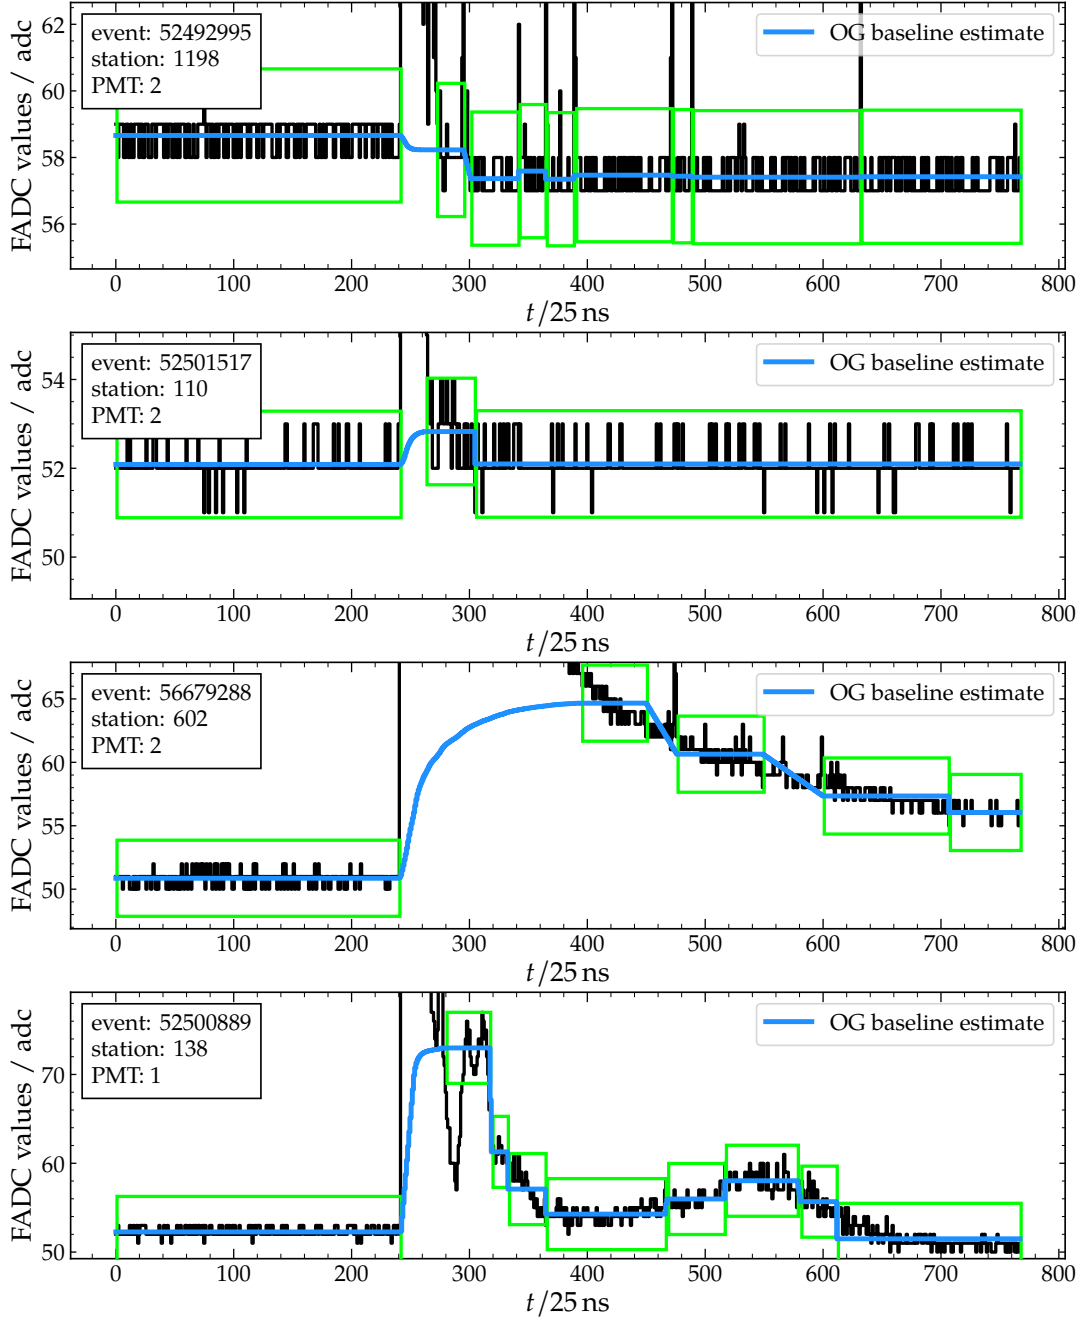 FADC values / adc
62
60
58
56
event: 52492995
station: 1198
PMT: 2
OG baseline estimate
0 100 200 300 400 500 600 700 800
t/25 ns
FADC values / adc
54
52
50
event: 52501517
station: 110
PMT: 2
OG baseline estimate
0 100 200 300 400 500 600 700 800
t/25 ns
FADC values / adc
65
60
55
50
event: 56679288
station: 602
PMT: 2
OG baseline estimate
0 100 200 300 400 500 600 700 800
t/25 ns
FADC values / adc
70
60
50
event: 52500889
station: 138
PMT: 1
OG baseline estimate
0 100 200 300 400 500 600 700 800
t/25 ns